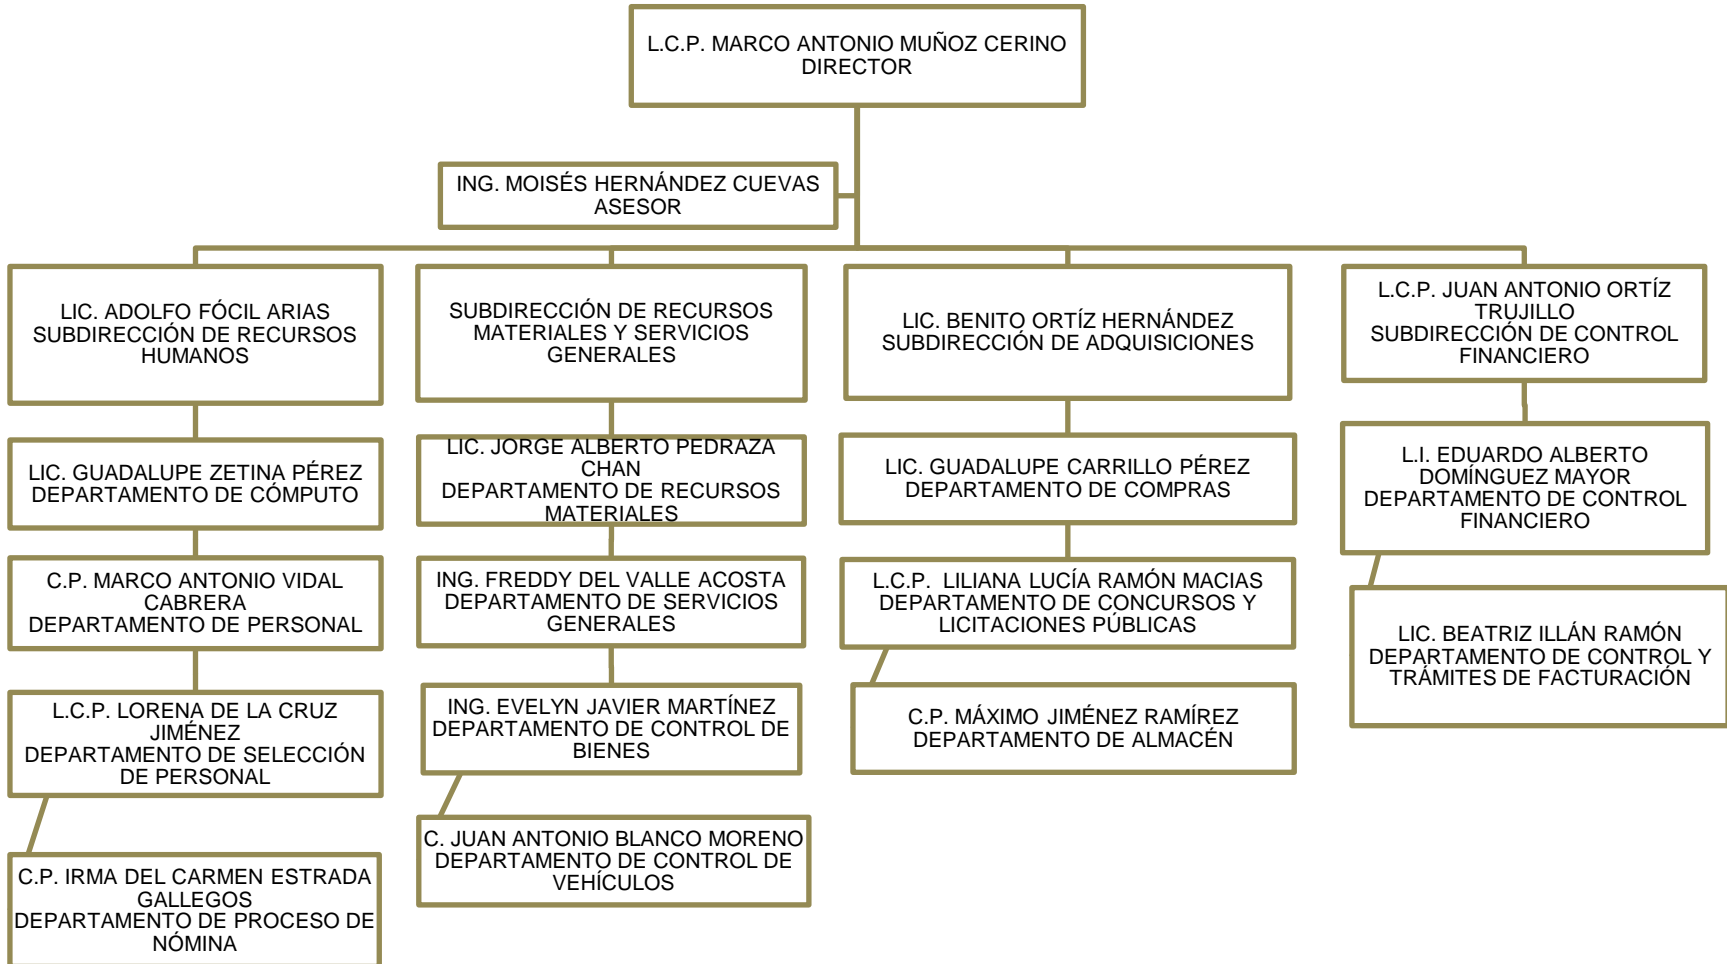 L.C.P. MARCO ANTONIO MUÑOZ CERINO
DIRECTOR
ING. MOISÉS HERNÁNDEZ CUEVAS
ASESOR
LIC. ADOLFO FÓCIL ARIAS
SUBDIRECCIÓN DE RECURSOS
HUMANOS
LIC. GUADALUPE ZETINA PÉREZ
DEPARTAMENTO DE CÓMPUTO
C.P. MARCO ANTONIO VIDAL
CABRERA
DEPARTAMENTO DE PERSONAL
L.C.P. LORENA DE LA CRUZ
JIMÉNEZ
DEPARTAMENTO DE SELECCIÓN
DE PERSONAL
C.P. IRMA DEL CARMEN ESTRADA
GALLEGOS
DEPARTAMENTO DE PROCESO DE
NÓMINA
SUBDIRECCIÓN DE RECURSOS
MATERIALES Y SERVICIOS
GENERALES
LIC. JORGE ALBERTO PEDRAZA
CHAN
DEPARTAMENTO DE RECURSOS
MATERIALES
ING. FREDDY DEL VALLE ACOSTA
DEPARTAMENTO DE SERVICIOS
GENERALES
ING. EVELYN JAVIER MARTÍNEZ
DEPARTAMENTO DE CONTROL DE
BIENES
C. JUAN ANTONIO BLANCO MORENO
DEPARTAMENTO DE CONTROL DE
VEHÍCULOS
LIC. BENITO ORTÍZ HERNÁNDEZ
SUBDIRECCIÓN DE ADQUISICIONES
LIC. GUADALUPE CARRILLO PÉREZ
DEPARTAMENTO DE COMPRAS
L.C.P.  LILIANA LUCÍA RAMÓN MACIAS
DEPARTAMENTO DE CONCURSOS Y
LICITACIONES PÚBLICAS
C.P. MÁXIMO JIMÉNEZ RAMÍREZ
DEPARTAMENTO DE ALMACÉN
L.C.P. JUAN ANTONIO ORTÍZ
TRUJILLO
SUBDIRECCIÓN DE CONTROL
FINANCIERO
L.I. EDUARDO ALBERTO
DOMÍNGUEZ MAYOR
DEPARTAMENTO DE CONTROL
FINANCIERO
LIC. BEATRIZ ILLÁN RAMÓN
DEPARTAMENTO DE CONTROL Y
TRÁMITES DE FACTURACIÓN